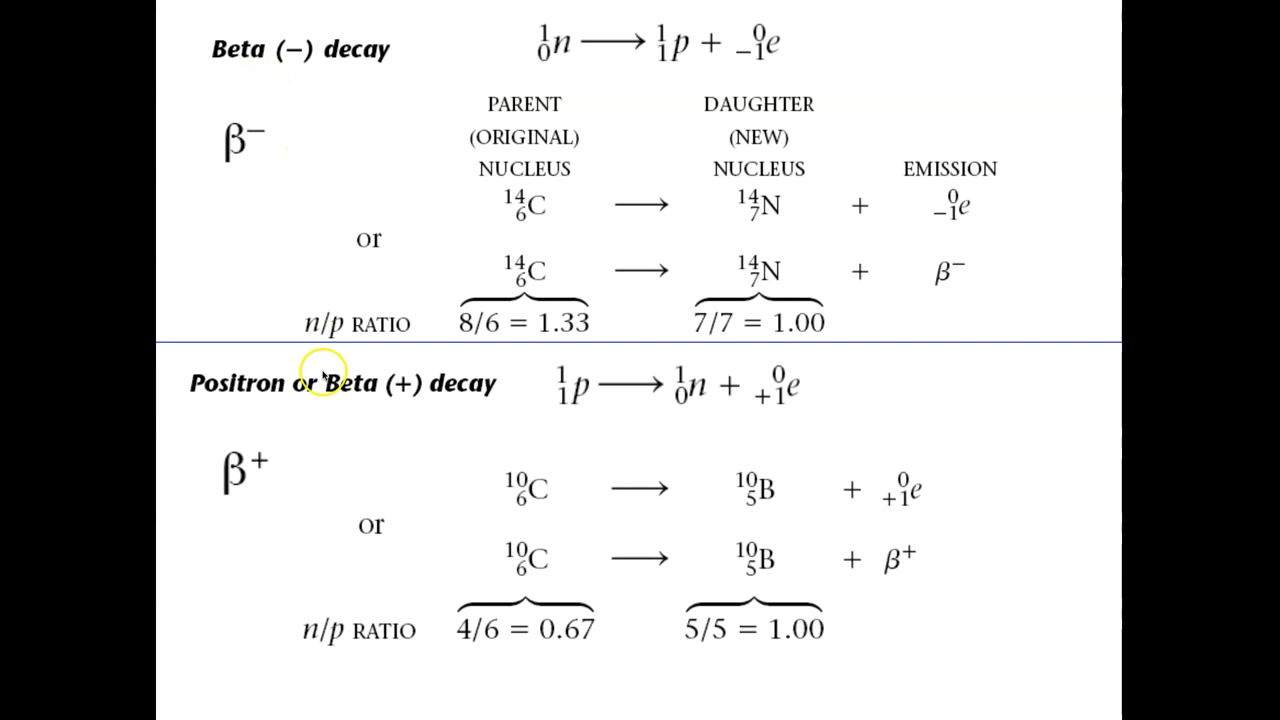 Beta (−) decay ¹₀n ⟶ ¹₁p + ⁰₋₁e
PARENT DAUGHTER
(ORIGINAL) (NEW)
β⁻
NUCLEUS NUCLEUS EMISSION
¹⁴₆C ⟶ ¹⁴₇N + ⁰₋₁e
or
¹⁴₆C ⟶ ¹⁴₇N + β⁻
n/p RATIO 8/6 = 1.33 7/7 = 1.00
Positron or Beta (+) decay ¹₁p ⟶ ¹₀n + ⁰₊₁e
β⁺
¹⁰₆C ⟶ ¹⁰₅B + ⁰₊₁e
or
¹⁰₆C ⟶ ¹⁰₅B + β⁺
n/p RATIO 4/6 = 0.67 5/5 = 1.00